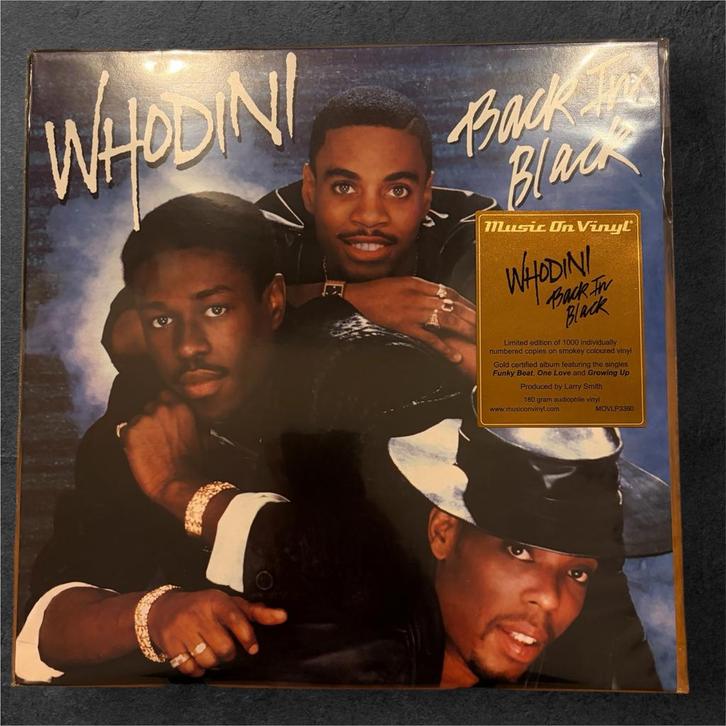 WHODINI
Back In
Black
Music On Vinyl
WHODINI
Back In
Black
Limited edition of 1000 individually
numbered copies on smokey coloured vinyl
Gold certified album featuring the singles
Funky Beat, One Love and Growing Up
Produced by Larry Smith
180 gram audiophile vinyl
www.musiconvinyl.com MOVLP3360